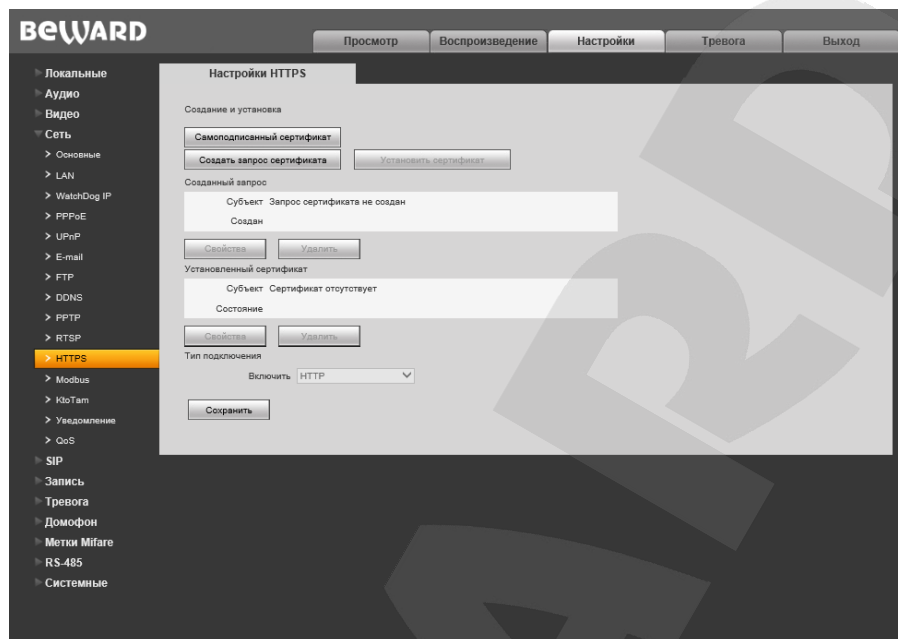 BEWARD
Просмотр
Воспроизведение
Настройки
Тревога
Выход
Локальные
Аудио
Видео
Сеть
Основные
LAN
WatchDog IP
PPPoE
UPnP
E-mail
FTP
DDNS
PPTP
RTSP
HTTPS
Modbus
KtoTam
Уведомление
QoS
SIP
Запись
Тревога
Домофон
Метки Mifare
RS-485
Системные
Настройки HTTPS
Создание и установка
Самоподписанный сертификат
Создать запрос сертификата
Установить сертификат
Созданный запрос
Субъект Запрос сертификата не создан
Создан
Свойства
Удалить
Установленный сертификат
Субъект Сертификат отсутствует
Состояние
Свойства
Удалить
Тип подключения
Включить HTTP
Сохранить